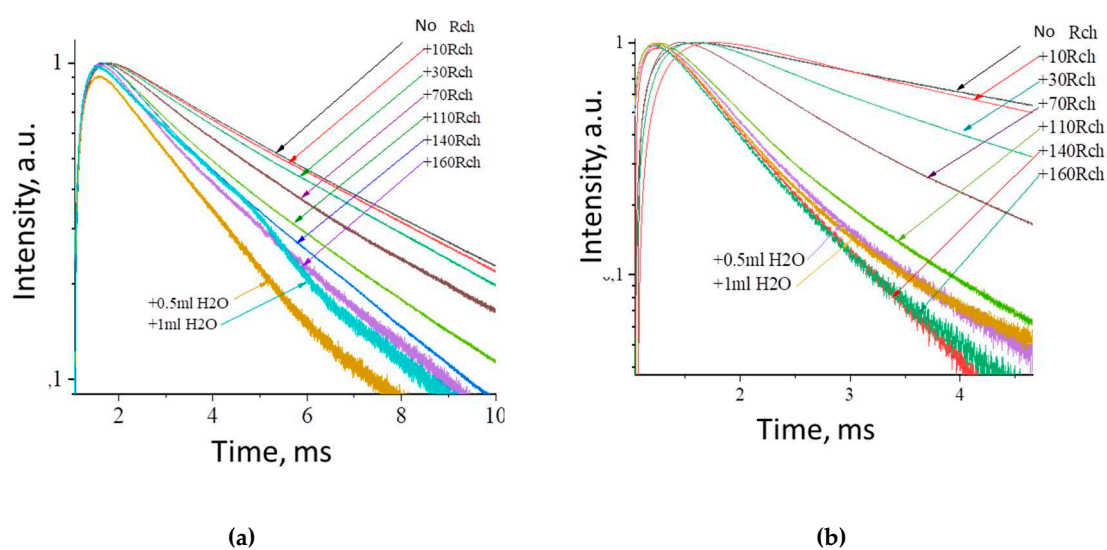 No Rch
+10Rch
+30Rch
+70Rch
+110Rch
+140Rch
+160Rch
1
Intensity, a.u.
+0.5ml H2O
+1ml H2O
,1
2
4
6
8
10
Time, ms
(a)
No Rch
+10Rch
+30Rch
+70Rch
+110Rch
+140Rch
+160Rch
1
Intensity, a.u.
+0.5ml H2O
+1ml H2O
,1
2
3
4
Time, ms
(b)